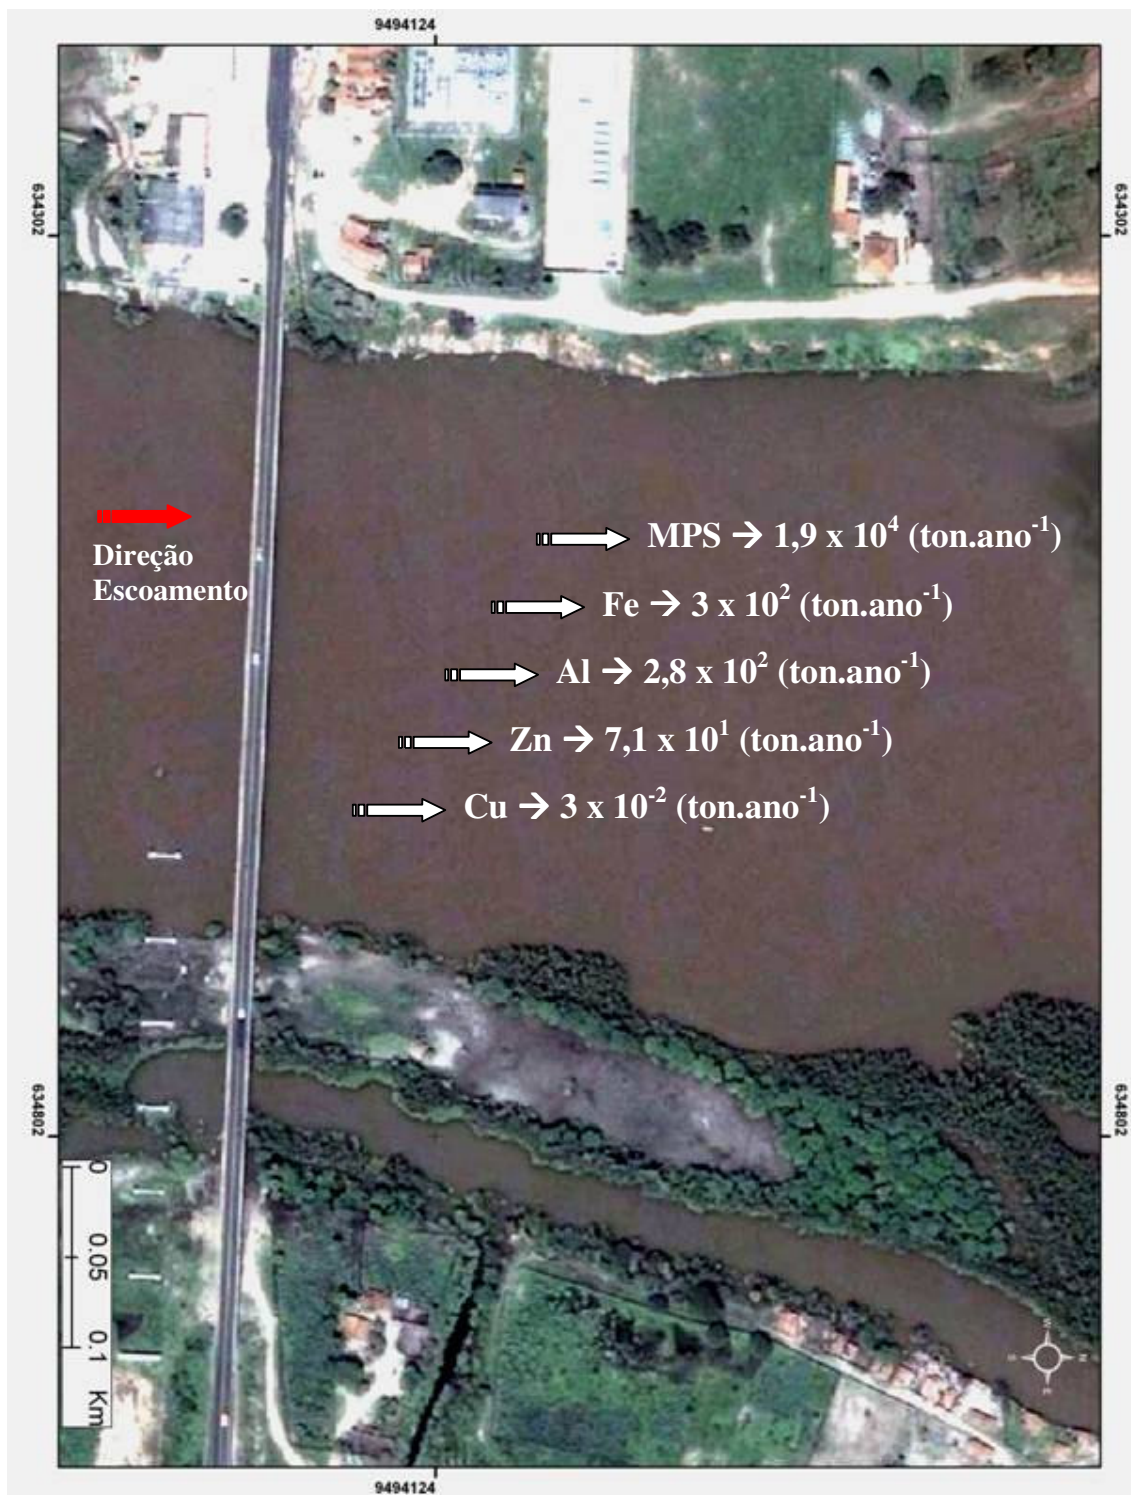 9494124
634302
634302
MPS → 1,9 x 10⁴ (ton.ano⁻¹)
Direção
Escoamento
Fe → 3 x 10² (ton.ano⁻¹)
Al → 2,8 x 10² (ton.ano⁻¹)
Zn → 7,1 x 10¹ (ton.ano⁻¹)
Cu → 3 x 10⁻² (ton.ano⁻¹)
634802
634802
0
0.05
0.1
Km
W
S
N
E
9494124